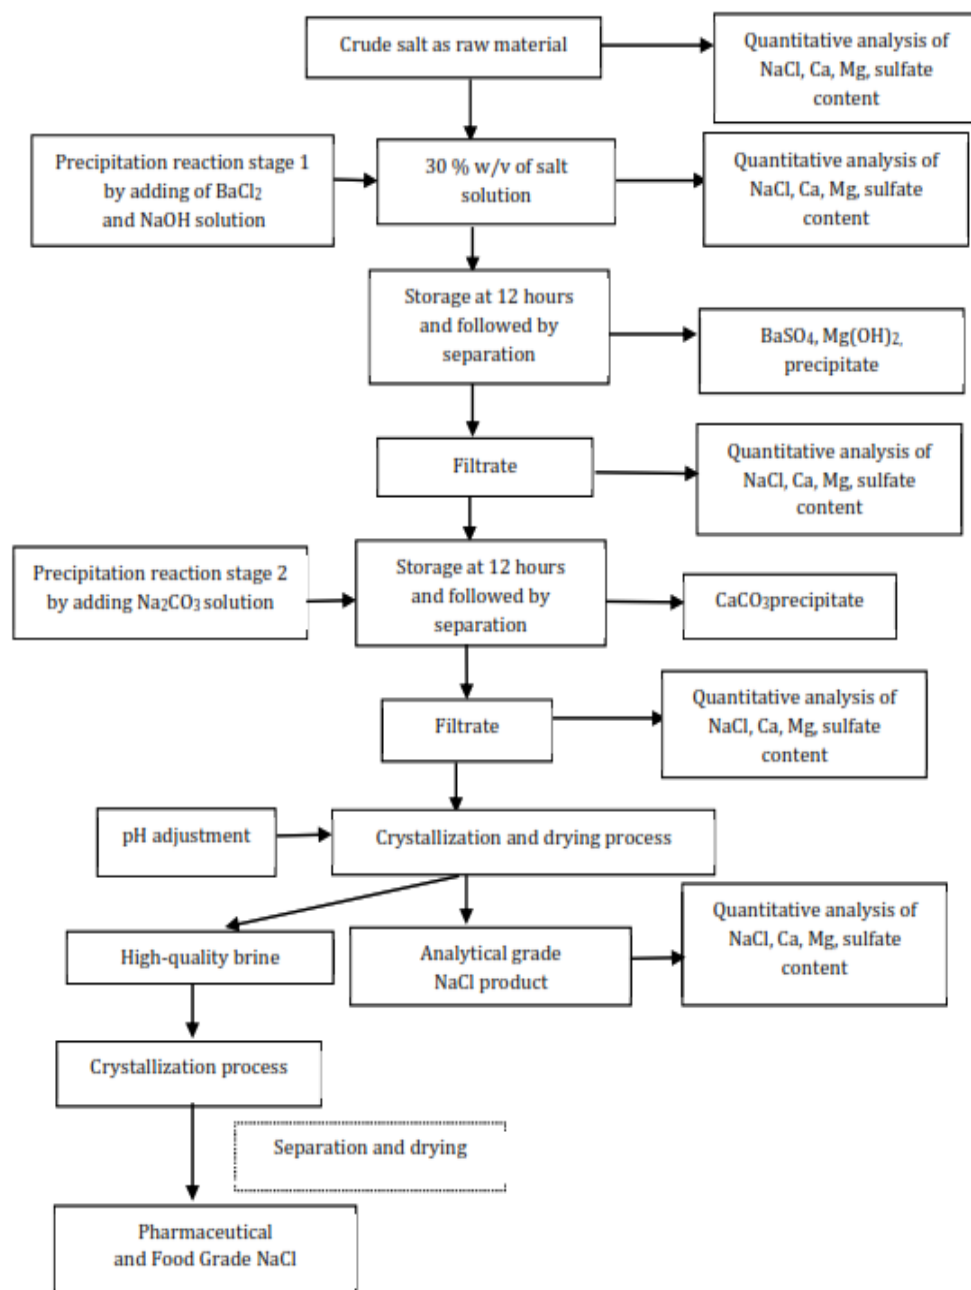 Crude salt as raw material
Quantitative analysis of
NaCl, Ca, Mg, sulfate
content
Precipitation reaction stage 1
by adding of BaCl₂
and NaOH solution
30 % w/v of salt
solution
Quantitative analysis of
NaCl, Ca, Mg, sulfate
content
Storage at 12 hours
and followed by
separation
BaSO₄, Mg(OH)₂,
precipitate
Filtrate
Quantitative analysis of
NaCl, Ca, Mg, sulfate
content
Precipitation reaction stage 2
by adding Na₂CO₃ solution
Storage at 12 hours
and followed by
separation
CaCO₃precipitate
Filtrate
Quantitative analysis of
NaCl, Ca, Mg, sulfate
content
pH adjustment
Crystallization and drying process
High-quality brine
Analytical grade
NaCl product
Quantitative analysis of
NaCl, Ca, Mg, sulfate
content
Crystallization process
Separation and drying
Pharmaceutical
and Food Grade NaCl